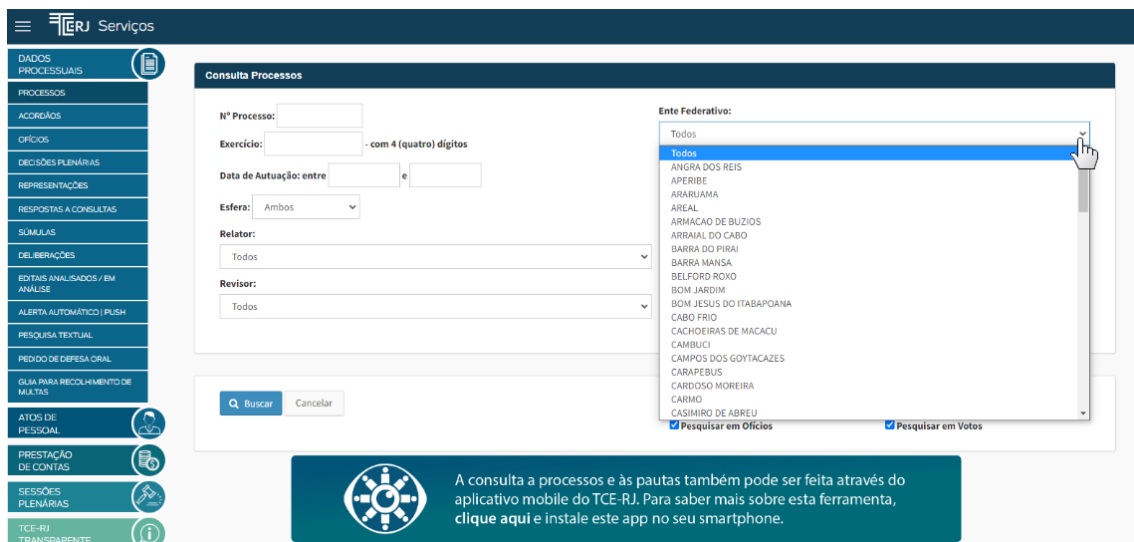 TCERJ Serviços
DADOS
PROCESSUAIS
PROCESSOS
ACORDÃOS
OFÍCIOS
DECISÕES PLENÁRIAS
REPRESENTAÇÕES
RESPOSTAS A CONSULTAS
SÚMULAS
DELIBERAÇÕES
EDITAIS ANALISADOS / EM
ANÁLISE
ALERTA AUTOMÁTICO | PUSH
PESQUISA TEXTUAL
PEDIDO DE DEFESA ORAL
GUIA PARA RECOLHIMENTO DE
MULTAS
ATOS DE
PESSOAL
PRESTAÇÃO
DE CONTAS
SESSÕES
PLENÁRIAS
TCE-RJ
TRANSPARENTE
Consulta Processos
Nº Processo:
Exercício: - com 4 (quatro) dígitos
Data de Autuação: entre e
Esfera: Ambos
Relator:
Todos
Revisor:
Todos
Ente Federativo:
Todos
Todos
ANGRA DOS REIS
APERIBE
ARARUAMA
AREAL
ARMACAO DE BUZIOS
ARRAIAL DO CABO
BARRA DO PIRAI
BARRA MANSA
BELFORD ROXO
BOM JARDIM
BOM JESUS DO ITABAPOANA
CABO FRIO
CACHOEIRAS DE MACACU
CAMBUCI
CAMPOS DOS GOYTACAZES
CARAPEBUS
CARDOSO MOREIRA
CARMO
CASIMIRO DE ABREU
Buscar Cancelar
Pesquisar em Ofícios Pesquisar em Votos
A consulta a processos e às pautas também pode ser feita através do
aplicativo mobile do TCE-RJ. Para saber mais sobre esta ferramenta,
clique aqui e instale este app no seu smartphone.